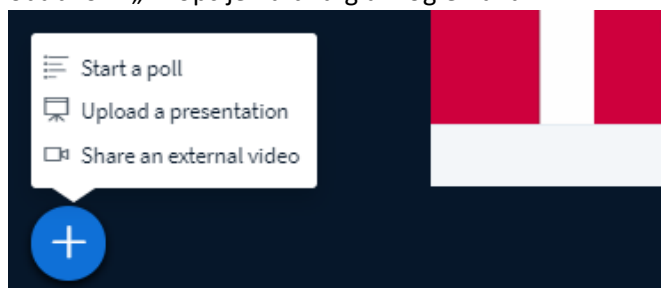 Start a poll
Upload a presentation
Share an external video